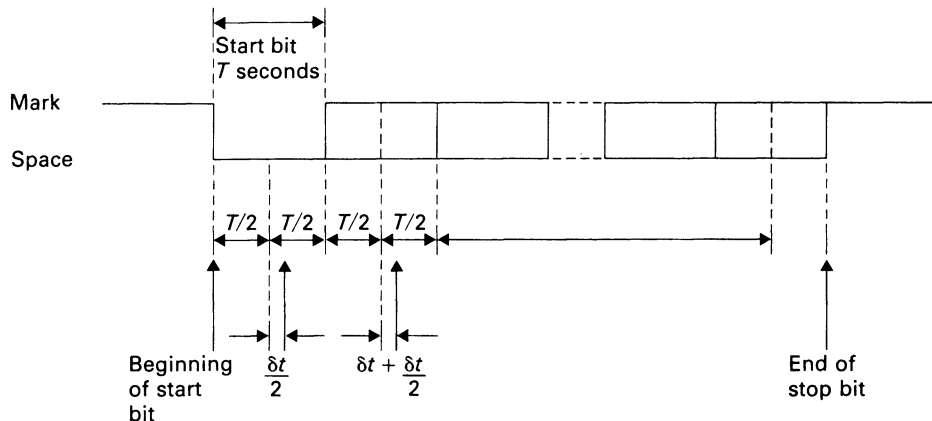 Start bit
T seconds
Mark
Space
T/2 T/2 T/2 T/2
Beginning
of start
bit
δt
2
δt + δt
2
End of
stop bit